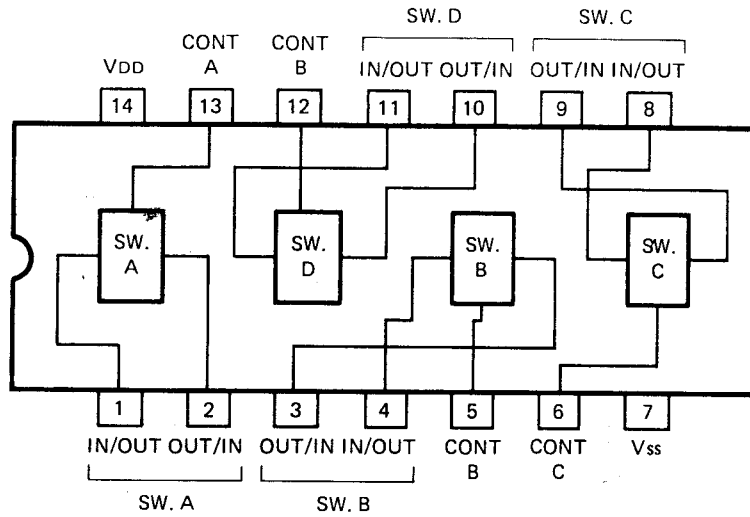 SW. D SW. C
CONT CONT
VDD A B IN/OUT OUT/IN OUT/IN IN/OUT
14 13 12 11 10 9 8
SW. A
SW. D
SW. B
SW. C
1 2 3 4 5 6 7
IN/OUT OUT/IN OUT/IN IN/OUT CONT CONT Vss
B C
SW. A SW. B